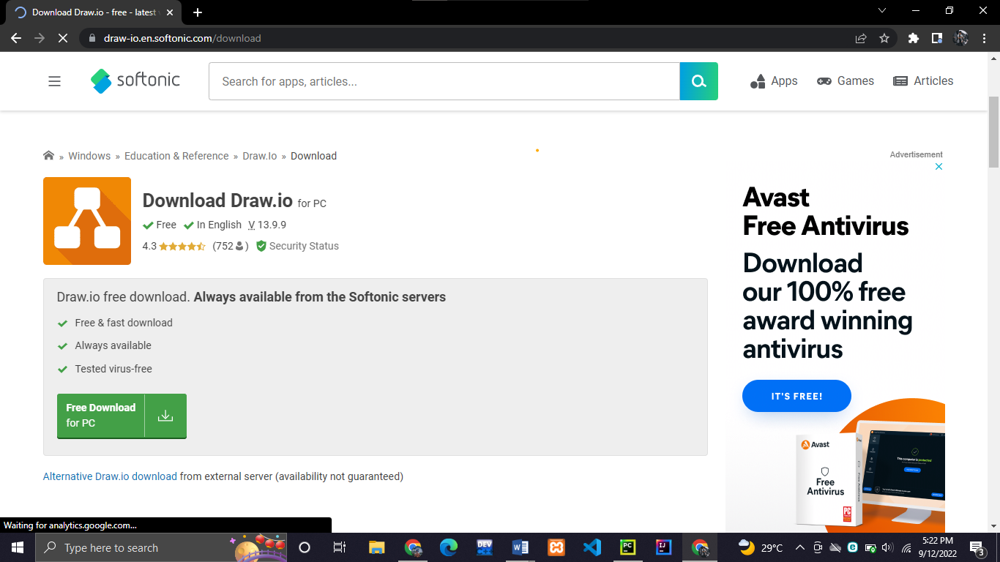 Download Draw.io - free - latest
draw-io.en.softonic.com/download
softonic
Search for apps, articles...
Apps
Games
Articles
» Windows » Education & Reference » Draw.Io » Download
Advertisement
Download Draw.io for PC
Free In English V 13.9.9
4.3 (752 ) Security Status
Draw.io free download. Always available from the Softonic servers
Free & fast download
Always available
Tested virus-free
Free Download
for PC
Alternative Draw.io download from external server (availability not guaranteed)
Avast
Free Antivirus
Download
our 100% free
award winning
antivirus
IT'S FREE!
Avast
Free
Antivirus
This computer is protected
PC
Waiting for analytics.google.com...
Type here to search
DEV
W
PC
IJ
29°C
5:22 PM
9/12/2022
3